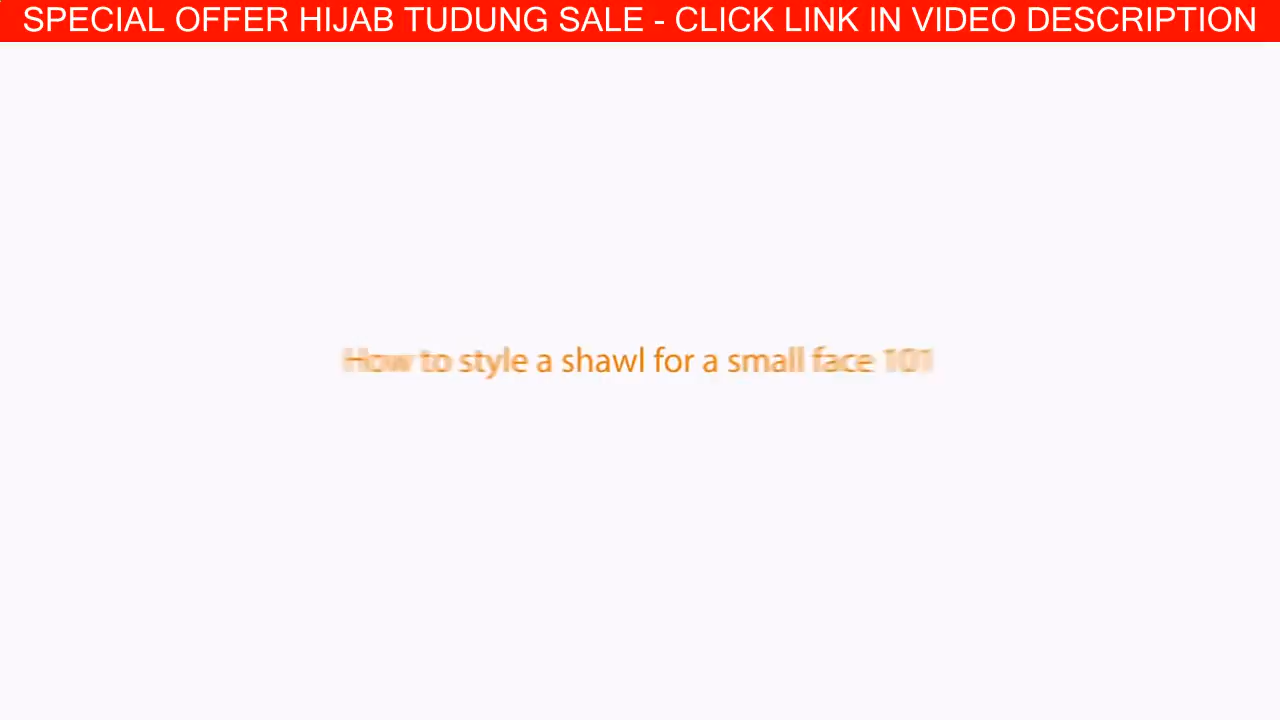 SPECIAL OFFER HIJAB TUDUNG SALE - CLICK LINK IN VIDEO DESCRIPTION
How to style a shawl for a small face 101